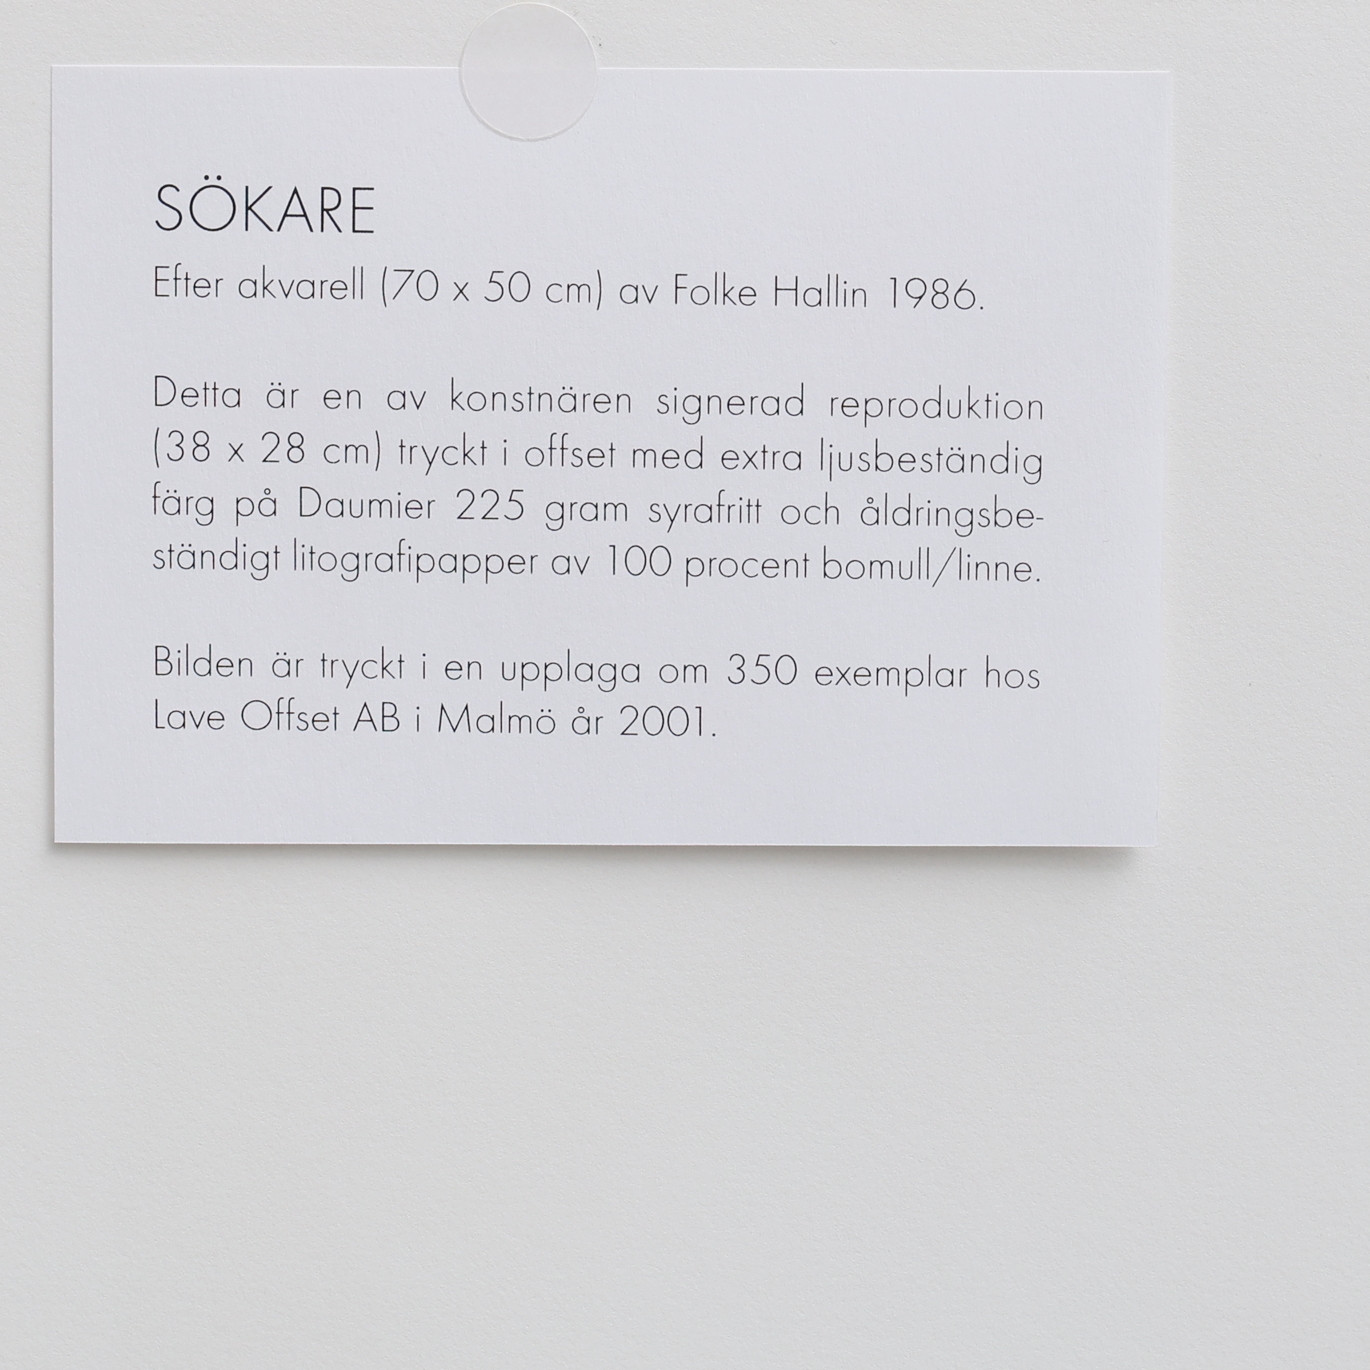 SÖKARE
Efter akvarell (70 x 50 cm) av Folke Hallin 1986.
Detta är en av konstnären signerad reproduktion
(38 x 28 cm) tryckt i offset med extra ljusbeständig
färg på Daumier 225 gram syrafritt och åldringsbe-
ständigt litografipapper av 100 procent bomull/linne.
Bilden är tryckt i en upplaga om 350 exemplar hos
Lave Offset AB i Malmö år 2001.